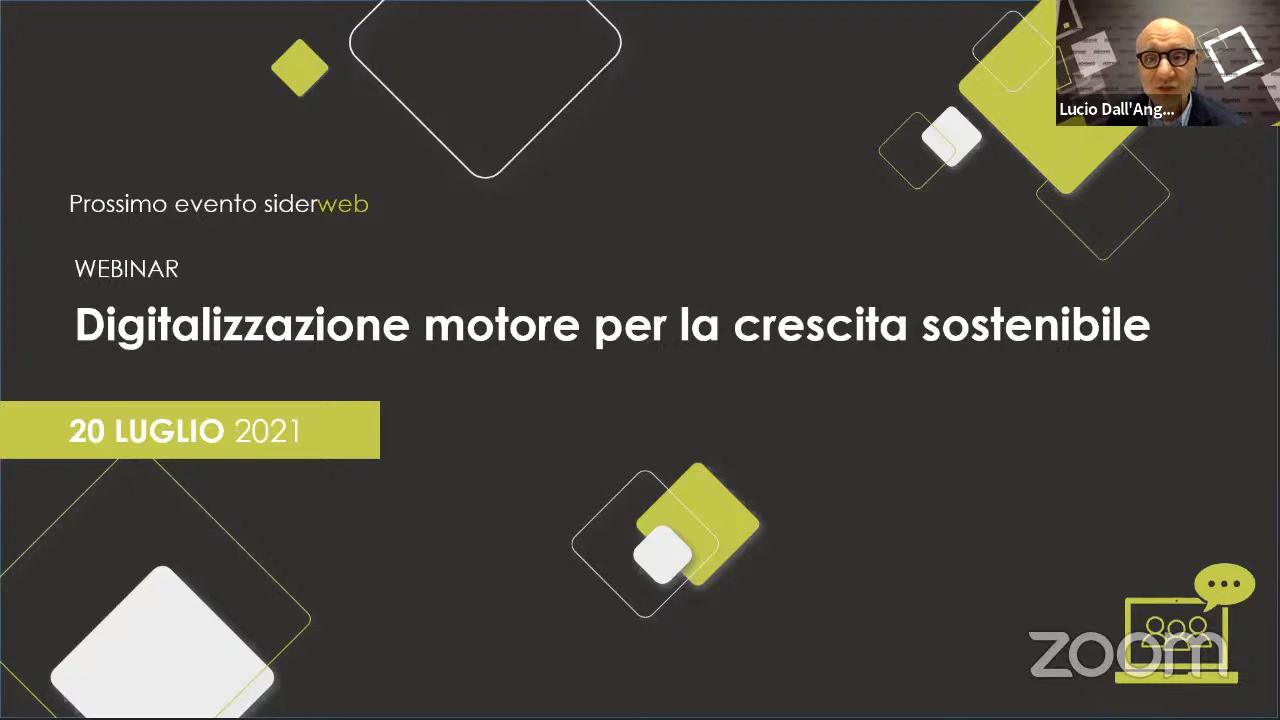 Lucio Dall'Ang...
Prossimo evento siderweb
WEBINAR
Digitalizzazione motore per la crescita sostenibile
20 LUGLIO 2021
zoom